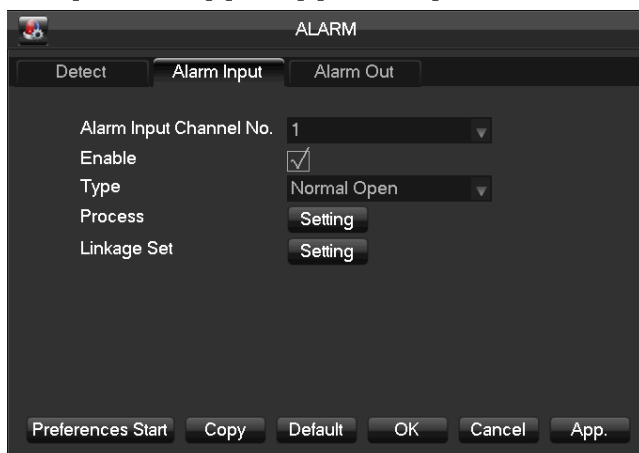 ALARM
Detect Alarm Input Alarm Out
Alarm Input Channel No. 1
Enable
Type Normal Open
Process Setting
Linkage Set Setting
Preferences Start Copy Default OK Cancel App.